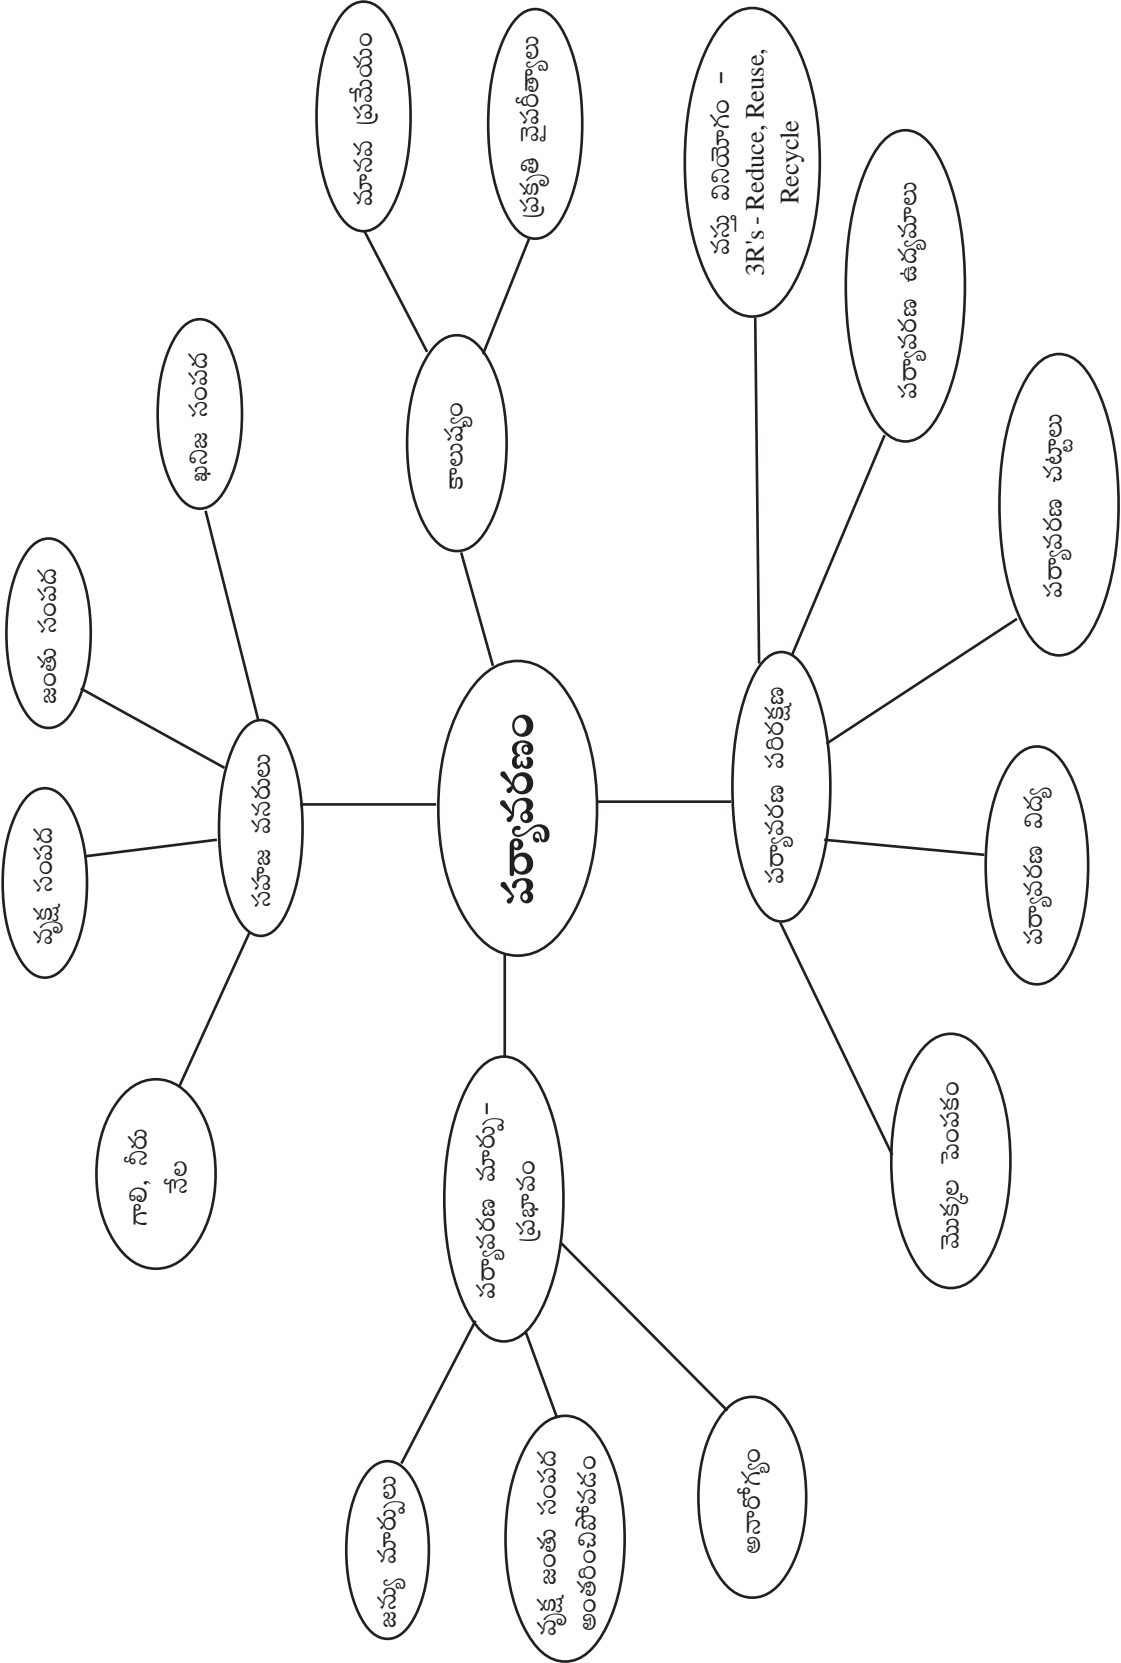 వృక్ష సంపద
జంతు సంపద
గాలి, నీరు
నేల
ఖనిజ సంపద
సహజ వనరులు
మానవ ప్రమేయం
జన్యు మార్పులు
కాలుష్యం
పర్యావరణ మార్పు-
ప్రభావం
పర్యావరణం
ప్రకృతి వైపరీత్యాలు
వృక్ష జంతు సంపద
అంతరించిపోవడం
అనారోగ్యం
పర్యావరణ పరిరక్షణ
వస్తు వినియోగం -
3R's - Reduce, Reuse,
Recycle
పర్యావరణ ఉద్యమాలు
మొక్కల పెంపకం
పర్యావరణ విద్య
పర్యావరణ చట్టాలు